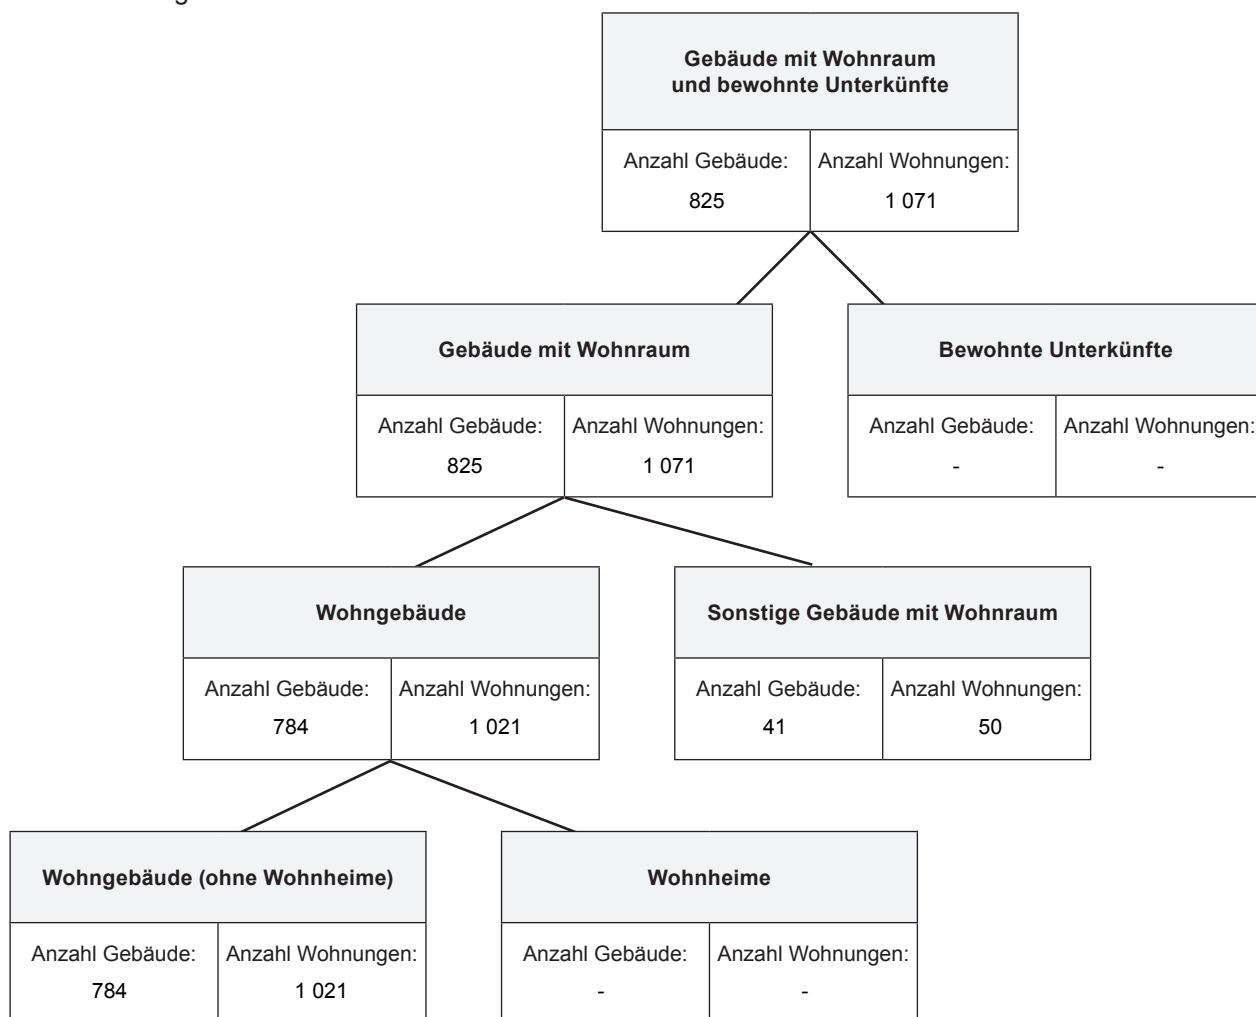 Gebäude mit Wohnraum
und bewohnte Unterkünfte
Anzahl Gebäude: Anzahl Wohnungen:
825 1 071
Gebäude mit Wohnraum
Anzahl Gebäude: Anzahl Wohnungen:
825 1 071
Bewohnte Unterkünfte
Anzahl Gebäude: Anzahl Wohnungen:
- -
Wohngebäude
Anzahl Gebäude: Anzahl Wohnungen:
784 1 021
Sonstige Gebäude mit Wohnraum
Anzahl Gebäude: Anzahl Wohnungen:
41 50
Wohngebäude (ohne Wohnheime)
Anzahl Gebäude: Anzahl Wohnungen:
784 1 021
Wohnheime
Anzahl Gebäude: Anzahl Wohnungen:
- -